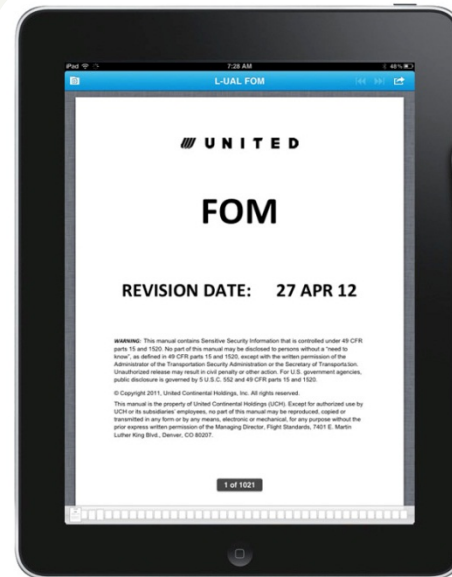 iPad 7:28 AM 48%
L-UAL FOM
UNITED
FOM
REVISION DATE: 27 APR 12
WARNING: This manual contains Sensitive Security Information that is controlled under 49 CFR
parts 15 and 1520. No part of this manual may be disclosed to persons without a "need to
know", as defined in 49 CFR parts 15 and 1520, except with the written permission of the
Administrator of the Transportation Security Administration or the Secretary of Transportation.
Unauthorized release may result in civil penalty or other action. For U.S. government agencies,
public disclosure is governed by 5 U.S.C. 552 and 49 CFR parts 15 and 1520.
© Copyright 2011, United Continental Holdings, Inc. All rights reserved.
This manual is the property of United Continental Holdings (UCH). Except for authorized use by
UCH or its subsidiaries' employees, no part of this manual may be reproduced, copied or
transmitted in any form or by any means, electronic or mechanical, for any purpose without the
prior express written permission of the Managing Director, Flight Standards, 7401 E. Martin
Luther King Blvd., Denver, CO 80207.
1 of 1021